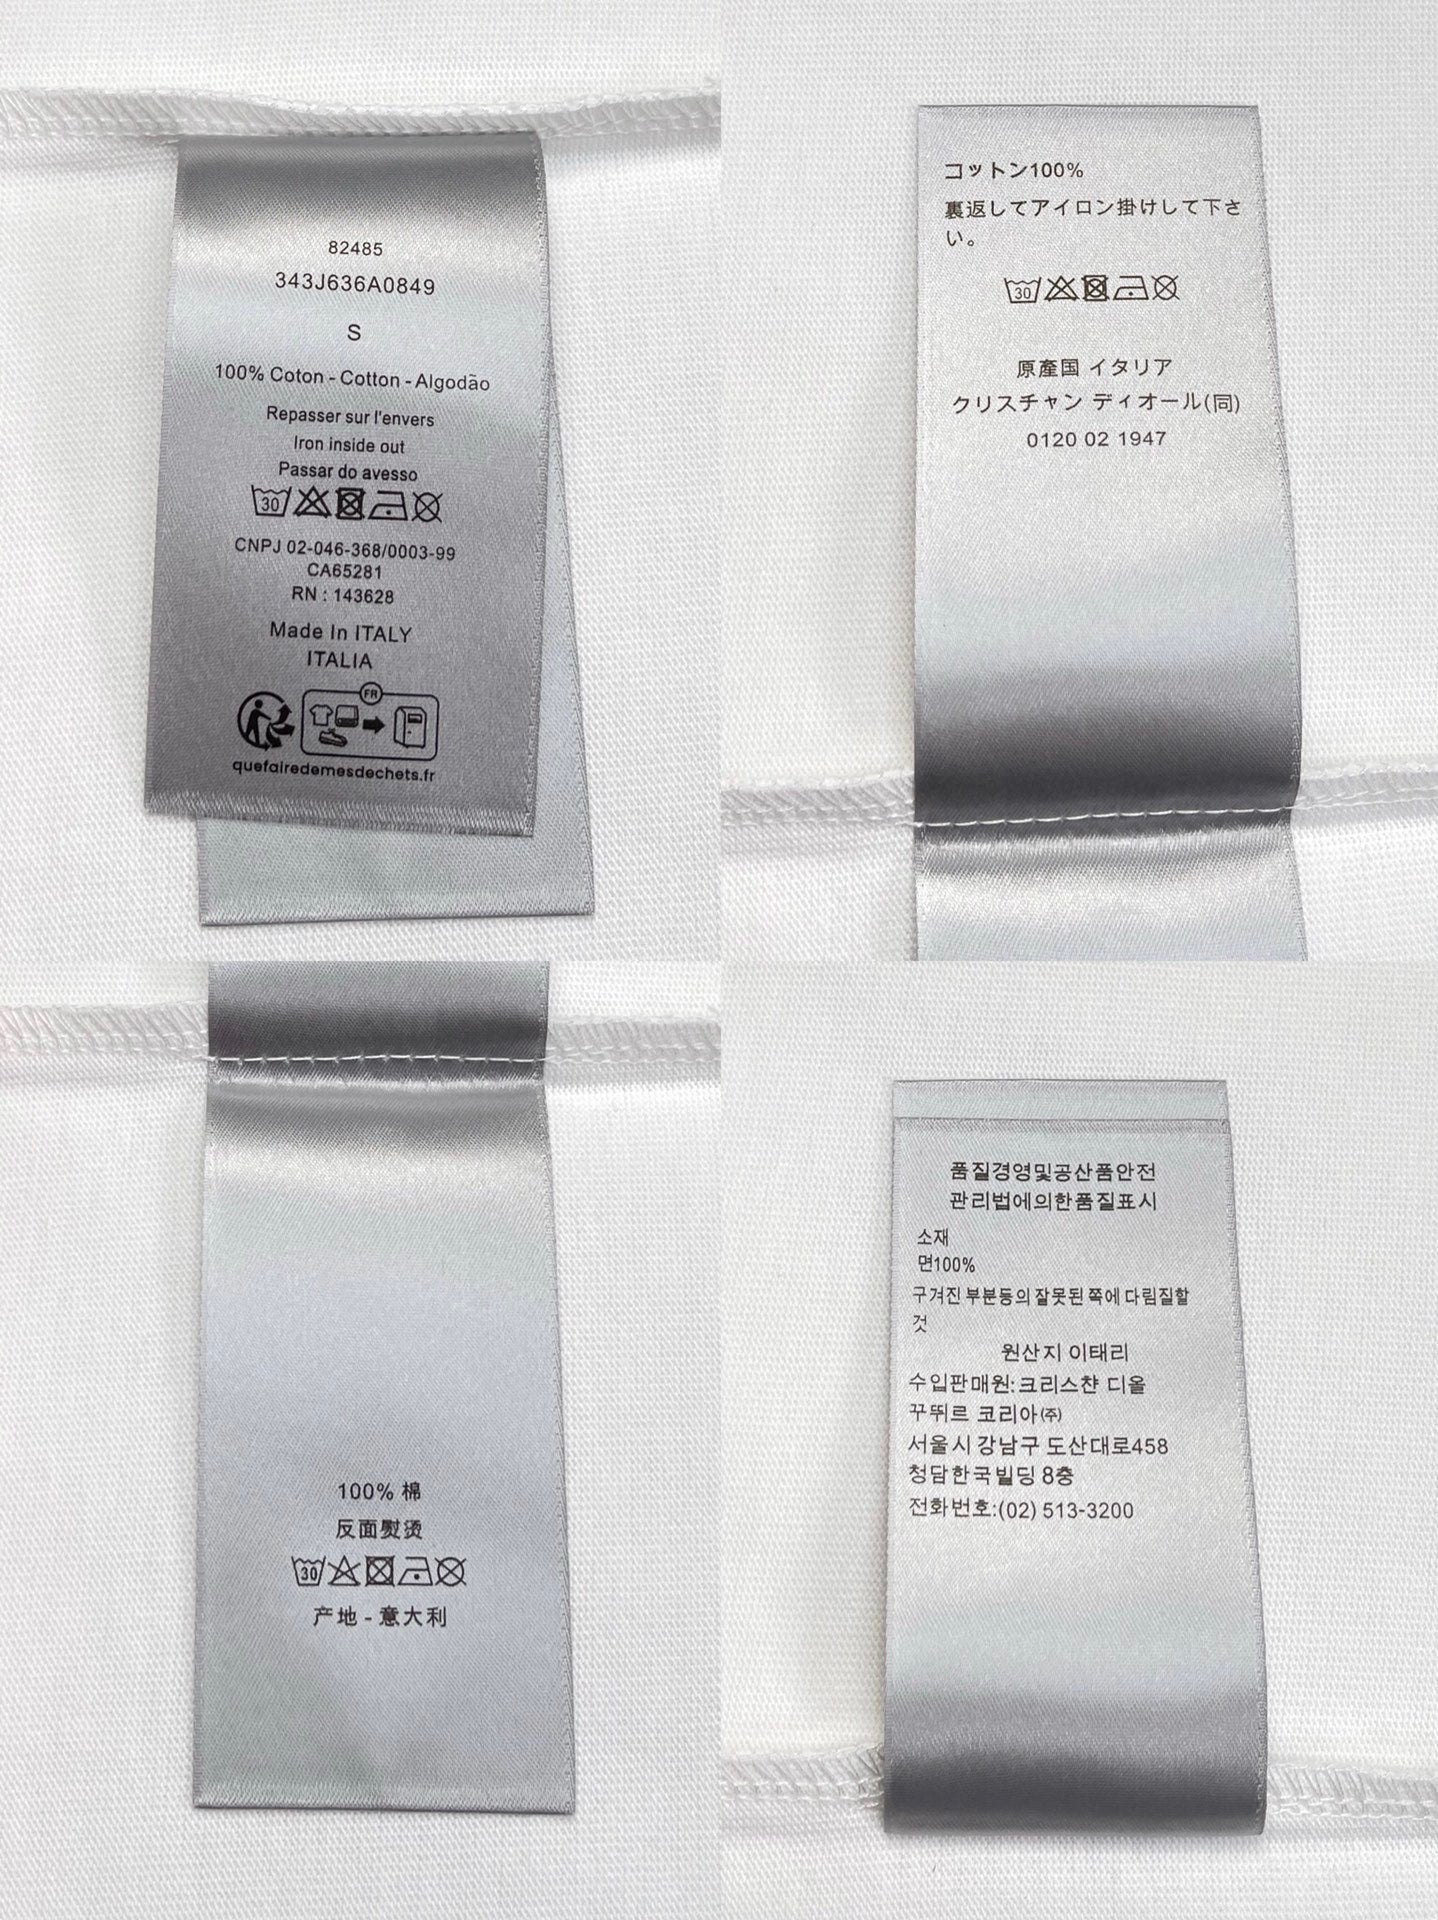 82485
343J636A0849
S
100% Coton - Cotton - Algodão
Repasser sur l'envers
Iron inside out
Passar do avesso
30
CNPJ 02-046-368/0003-99
CA65281
RN : 143628
Made In ITALY
ITALIA
FR
quefairedemesdechets.fr
コットン100%
裏返してアイロン掛けして下さ
い。
30
原産国 イタリア
クリスチャン ディオール(同)
0120 02 1947
100% 棉
反面熨烫
30
产地 - 意大利
품질경영및공산품안전
관리법에의한품질표시
소재
면100%
구겨진 부분등의 잘못된 쪽에 다림질할
것
원산지 이태리
수입판매원:크리스챤 디올
꾸뛰르 코리아㈜
서울시 강남구 도산대로458
청담한국빌딩 8층
전화번호:(02) 513-3200